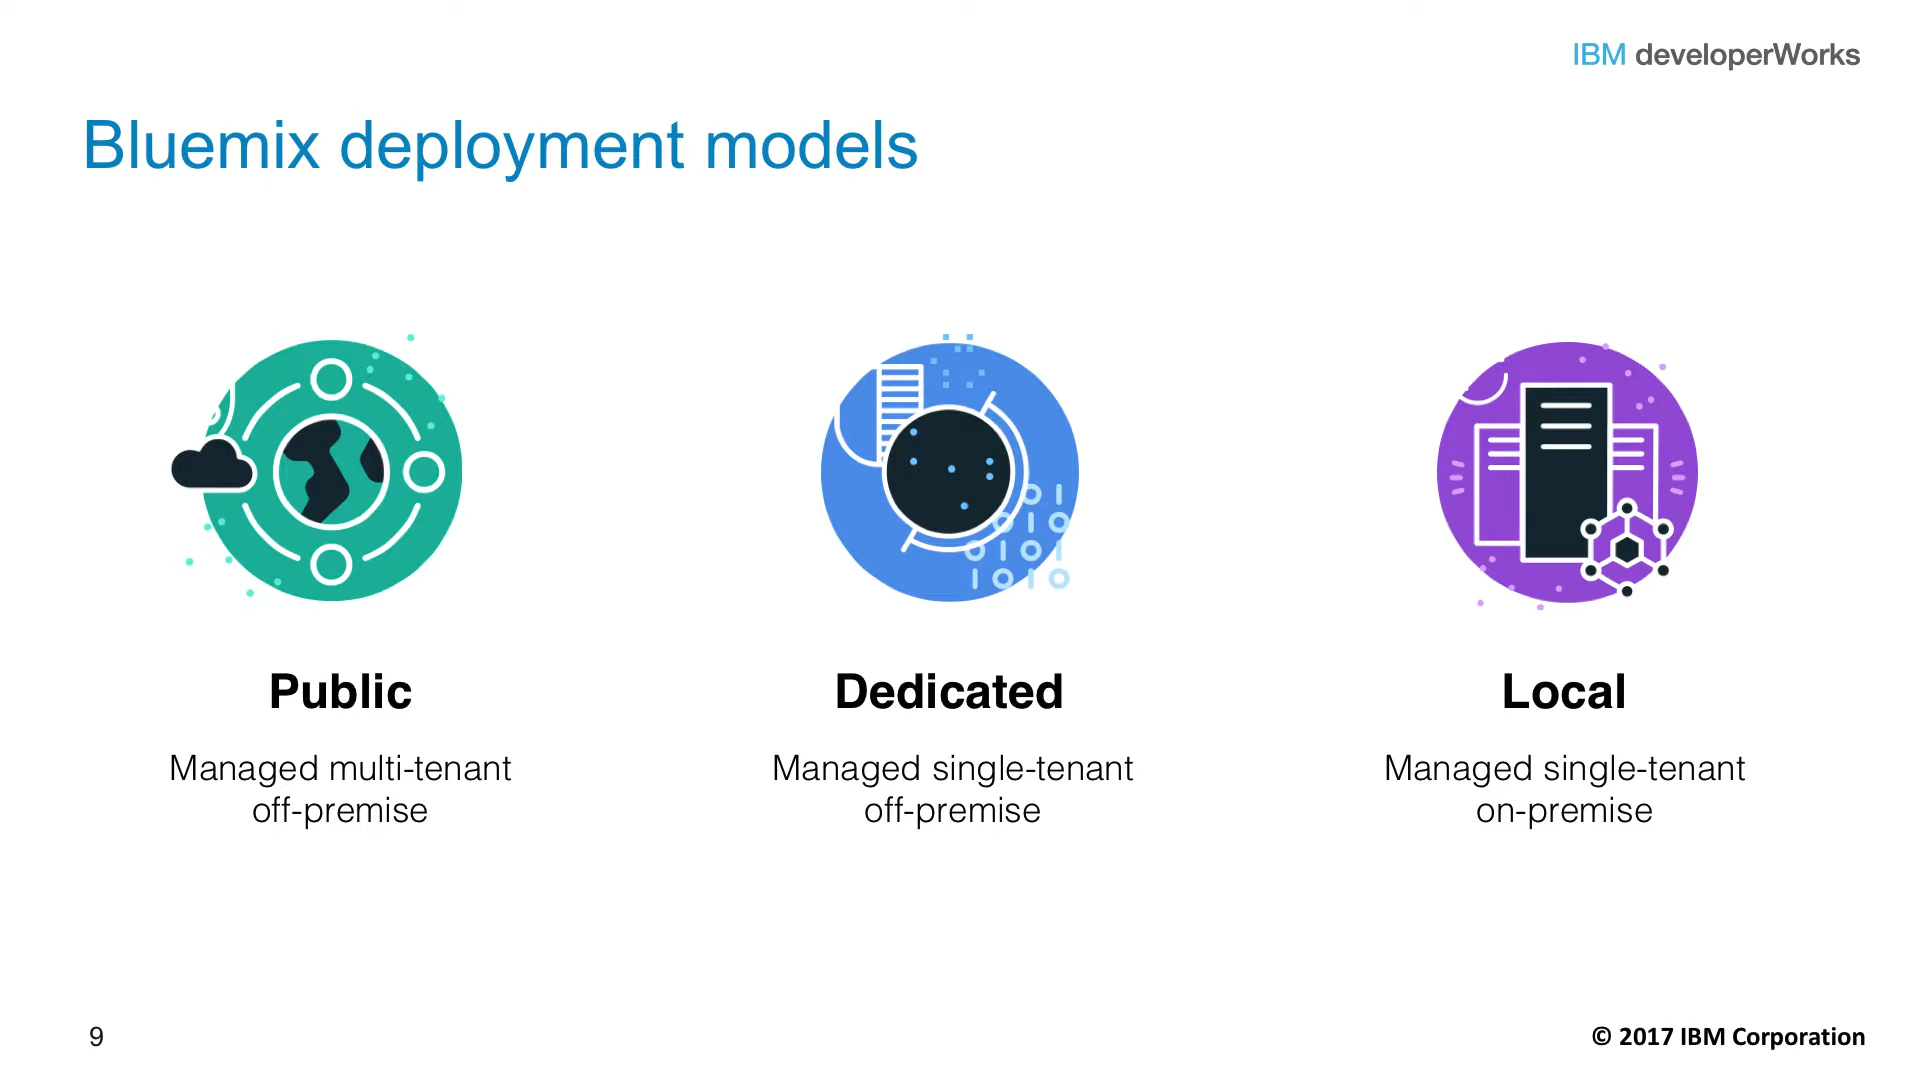 IBM developerWorks
Bluemix deployment models
Public
Managed multi-tenant
off-premise
Dedicated
Managed single-tenant
off-premise
Local
Managed single-tenant
on-premise
9
© 2017 IBM Corporation